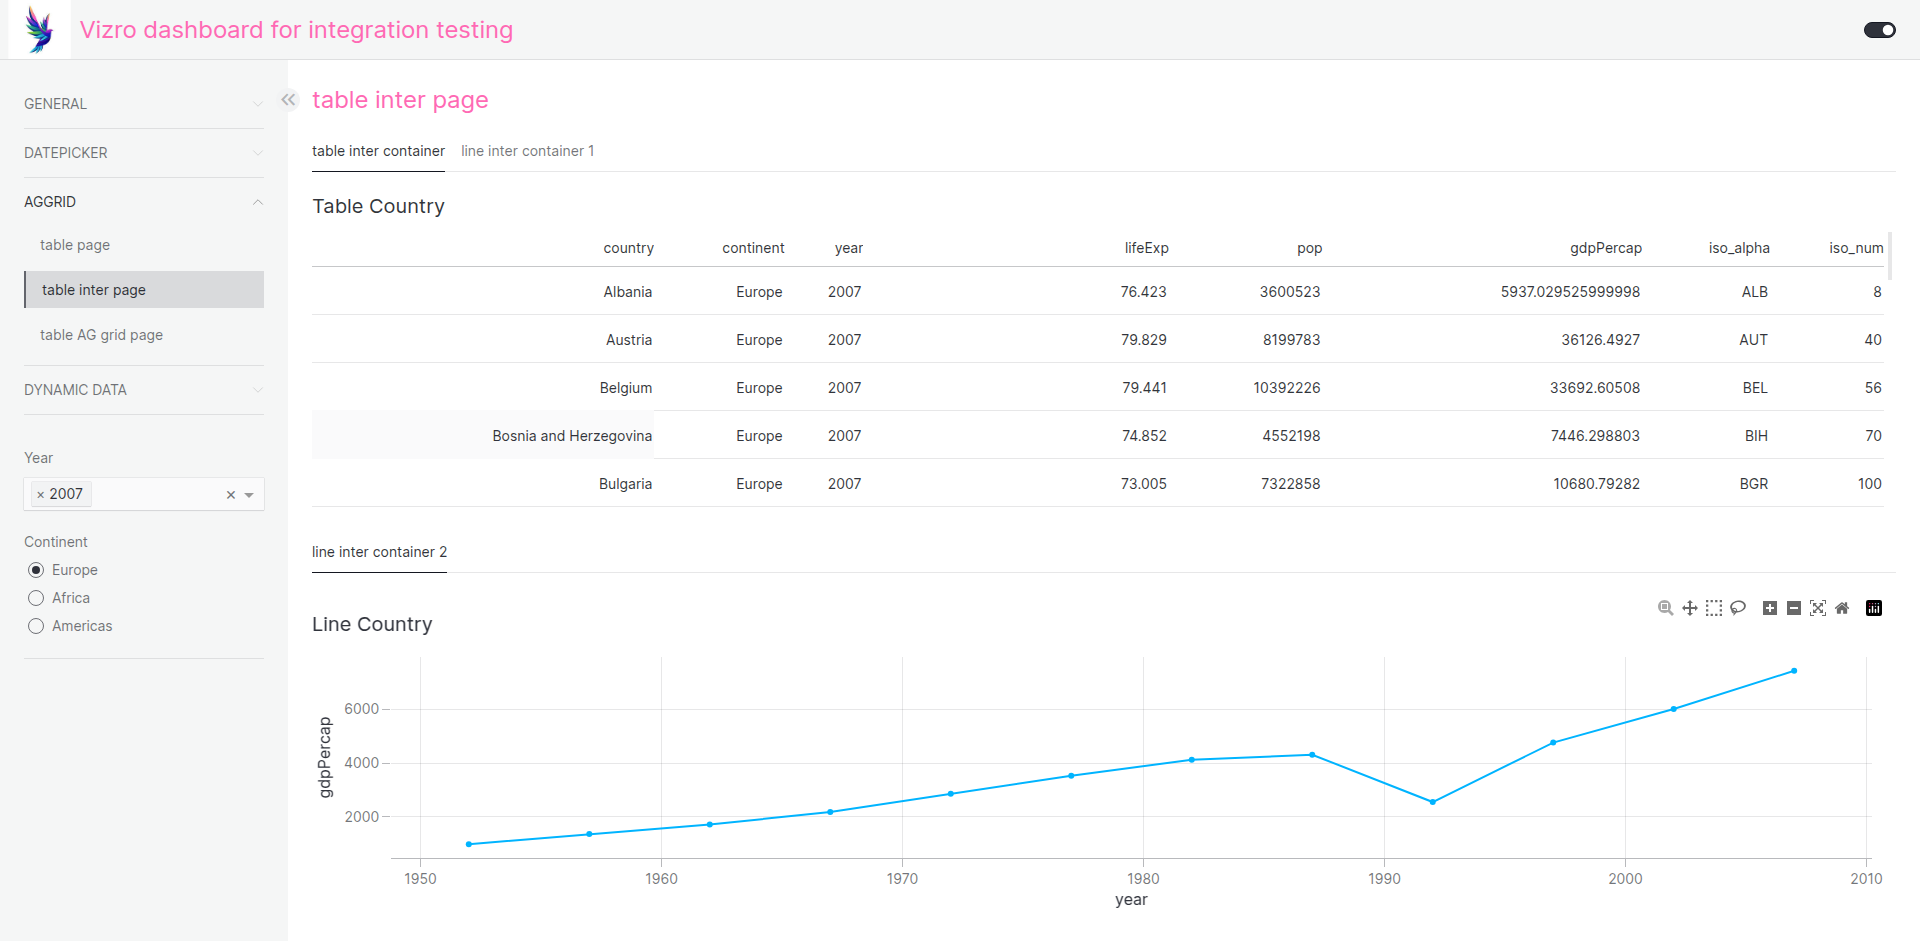 Vizro dashboard for integration testing
GENERAL
DATEPICKER
AGGRID
table page
table inter page
table AG grid page
DYNAMIC DATA
Year
× 2007
Continent
Europe
Africa
Americas
table inter page
table inter container line inter container 1
Table Country
country continent year lifeExp pop gdpPercap iso_alpha iso_num
Albania Europe 2007 76.423 3600523 5937.029525999998 ALB 8
Austria Europe 2007 79.829 8199783 36126.4927 AUT 40
Belgium Europe 2007 79.441 10392226 33692.60508 BEL 56
Bosnia and Herzegovina Europe 2007 74.852 4552198 7446.298803 BIH 70
Bulgaria Europe 2007 73.005 7322858 10680.79282 BGR 100
line inter container 2
Line Country
gdpPercap
6000
4000
2000
1950 1960 1970 1980 1990 2000 2010
year